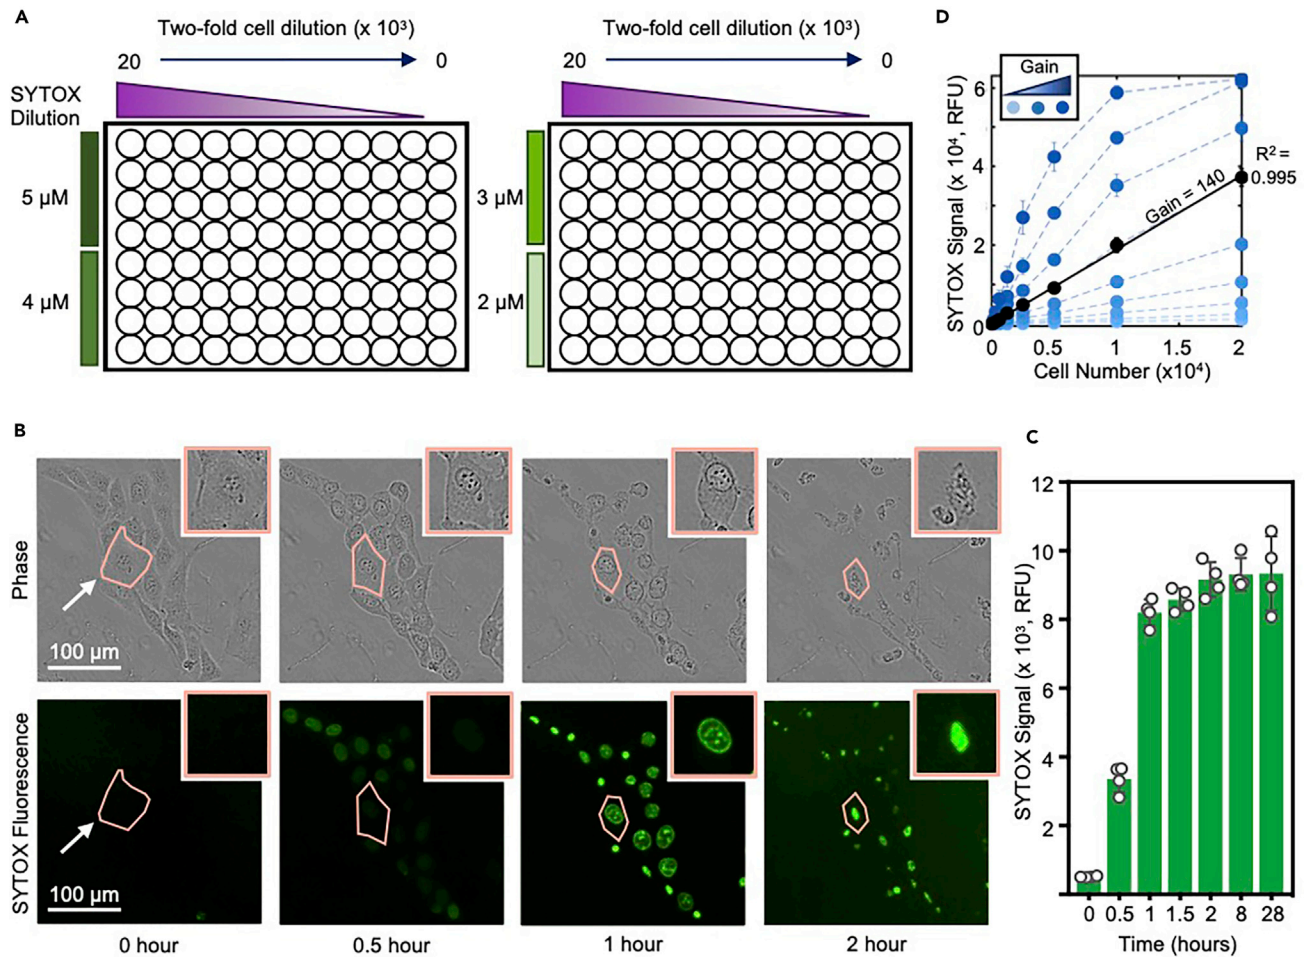 A
Two-fold cell dilution (x 10³)
20
0
SYTOX
Dilution
5 µM
4 µM
Two-fold cell dilution (x 10³)
20
0
3 µM
2 µM
D
Gain
SYTOX Signal (x 10⁴, RFU)
6
4
2
0
Gain = 140
R² =
0.995
0
0.5
1
1.5
2
Cell Number (x10⁴)
B
Phase
100 µm
SYTOX Fluorescence
100 µm
0 hour
0.5 hour
1 hour
2 hour
C
SYTOX Signal (x 10³, RFU)
12
10
8
6
4
2
0
0.5
1
1.5
2
8
28
Time (hours)